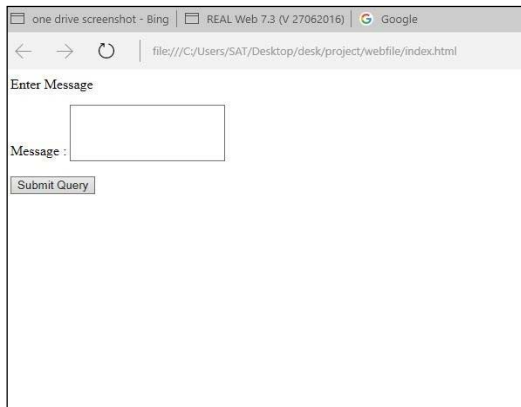 one drive screenshot - Bing REAL Web 7.3 (V 27062016) G Google
file:///C:/Users/SAT/Desktop/desk/project/webfile/index.html
Enter Message
Message :
Submit Query